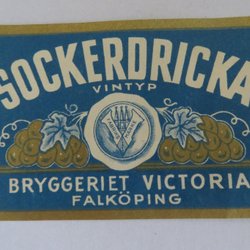 SOCKERDRICKA
VINTYP
BRYGGERIET VICTORIA
FALKÖPING